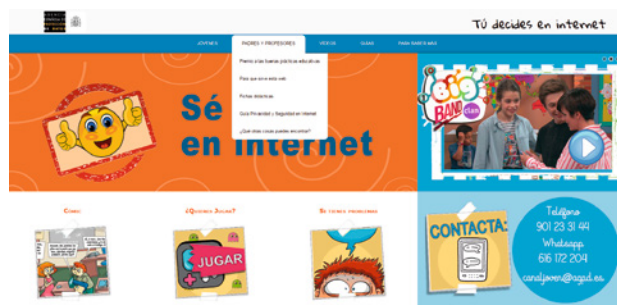 Tú decides en internet
JÓVENES
PADRES Y PROFESORES
VÍDEOS
GUÍAS
PARA SABER MÁS
Premio a las buenas prácticas educativas
Para que sirve esta web
Fichas didácticas
Guía Privacidad y Seguridad en Internet
¿Qué otras cosas puedes encontrar?
Sé
en internet
BIG
BAND clan
CÓMIC
¿QUIERES JUGAR?
SI TIENES PROBLEMAS
JUGAR
CONTACTA:
Teléfono
901 23 31 44
Whatsapp
616 172 204
canaljoven@agpd.es